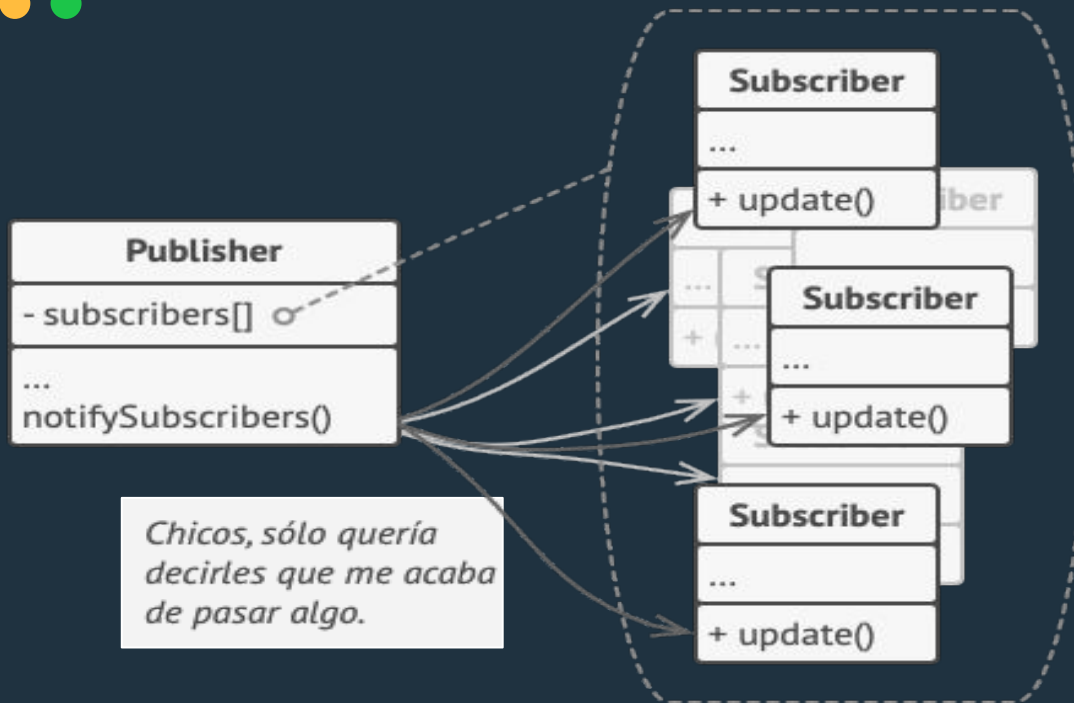 Publisher
- subscribers[]
...
notifySubscribers()
Chicos, sólo quería
decirles que me acaba
de pasar algo.
Subscriber
...
+ update()
iber
...
+
S
...
+
S
Subscriber
...
+ update()
Subscriber
...
+ update()